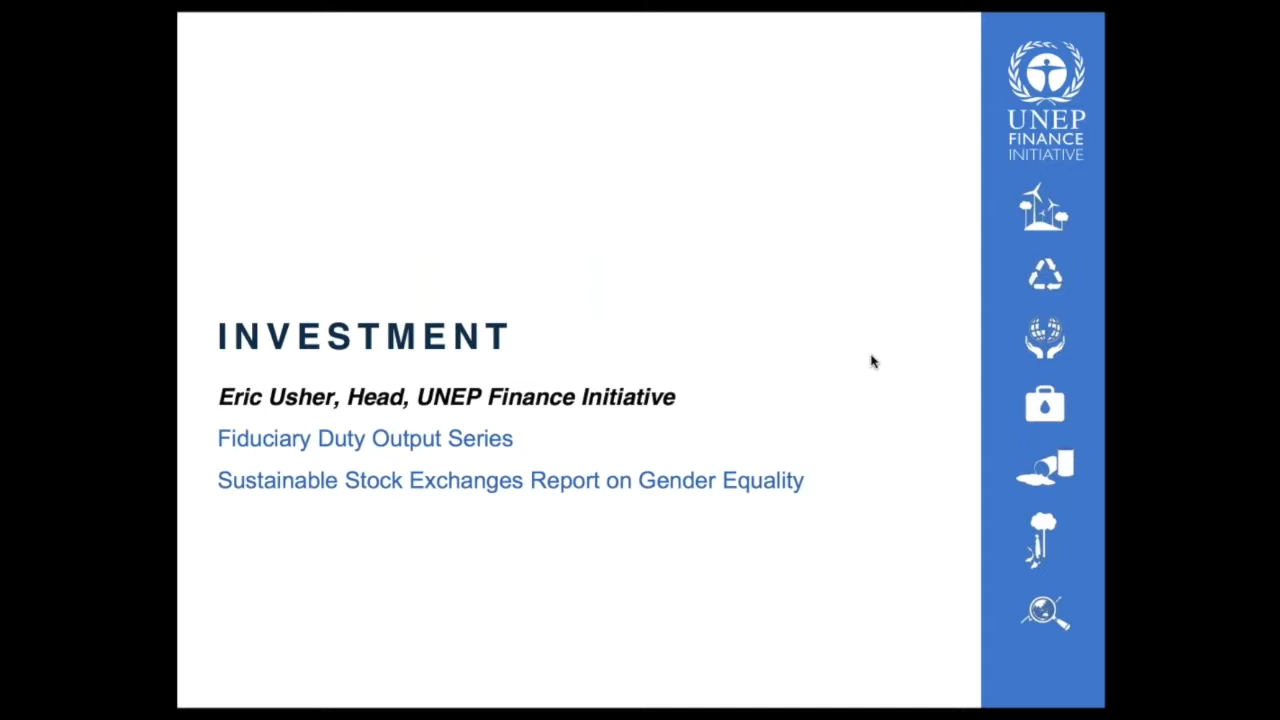 INVESTMENT
Eric Usher, Head, UNEP Finance Initiative
Fiduciary Duty Output Series
Sustainable Stock Exchanges Report on Gender Equality
UNEP
FINANCE
INITIATIVE